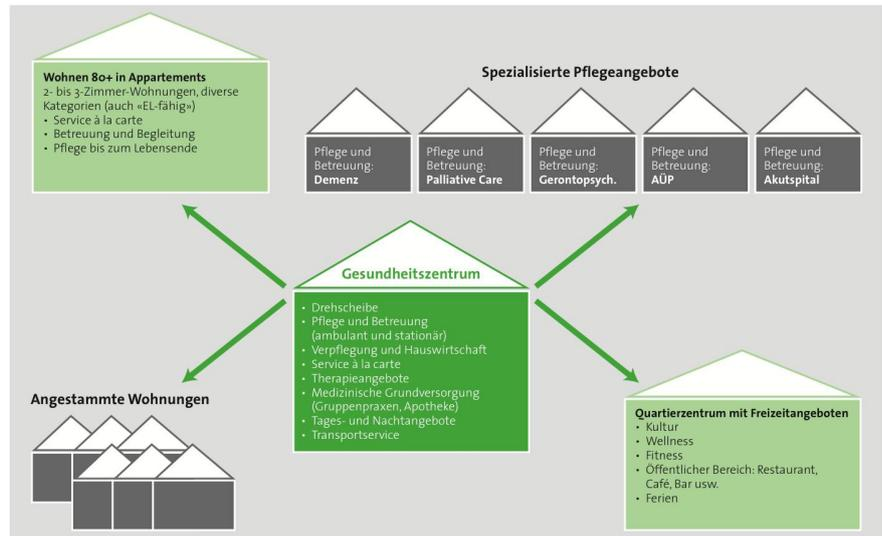 Wohnen 80+ in Appartements
2- bis 3-Zimmer-Wohnungen, diverse
Kategorien (auch «EL-fähig»)
• Service à la carte
• Betreuung und Begleitung
• Pflege bis zum Lebensende
Spezialisierte Pflegeangebote
Pflege und
Betreuung:
Demenz
Pflege und
Betreuung:
Palliative Care
Pflege und
Betreuung:
Gerontopsych.
Pflege und
Betreuung:
AÜP
Pflege und
Betreuung:
Akutspital
Gesundheitszentrum
• Drehscheibe
• Pflege und Betreuung
(ambulant und stationär)
• Verpflegung und Hauswirtschaft
• Service à la carte
• Therapieangebote
• Medizinische Grundversorgung
(Gruppenpraxen, Apotheke)
• Tages- und Nachtangebote
• Transportservice
Angestammte Wohnungen
Quartierzentrum mit Freizeitangeboten
• Kultur
• Wellness
• Fitness
• Öffentlicher Bereich: Restaurant,
Café, Bar usw.
• Ferien